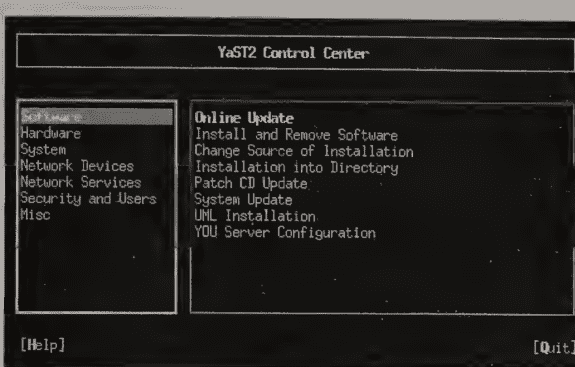 YaST2 Control Center
Software
Hardware
System
Network Devices
Network Services
Security and Users
Misc
Online Update
Install and Remove Software
Change Source of Installation
Installation into Directory
Patch CD Update
System Update
UML Installation
YOU Server Configuration
[Help]
[Quit]